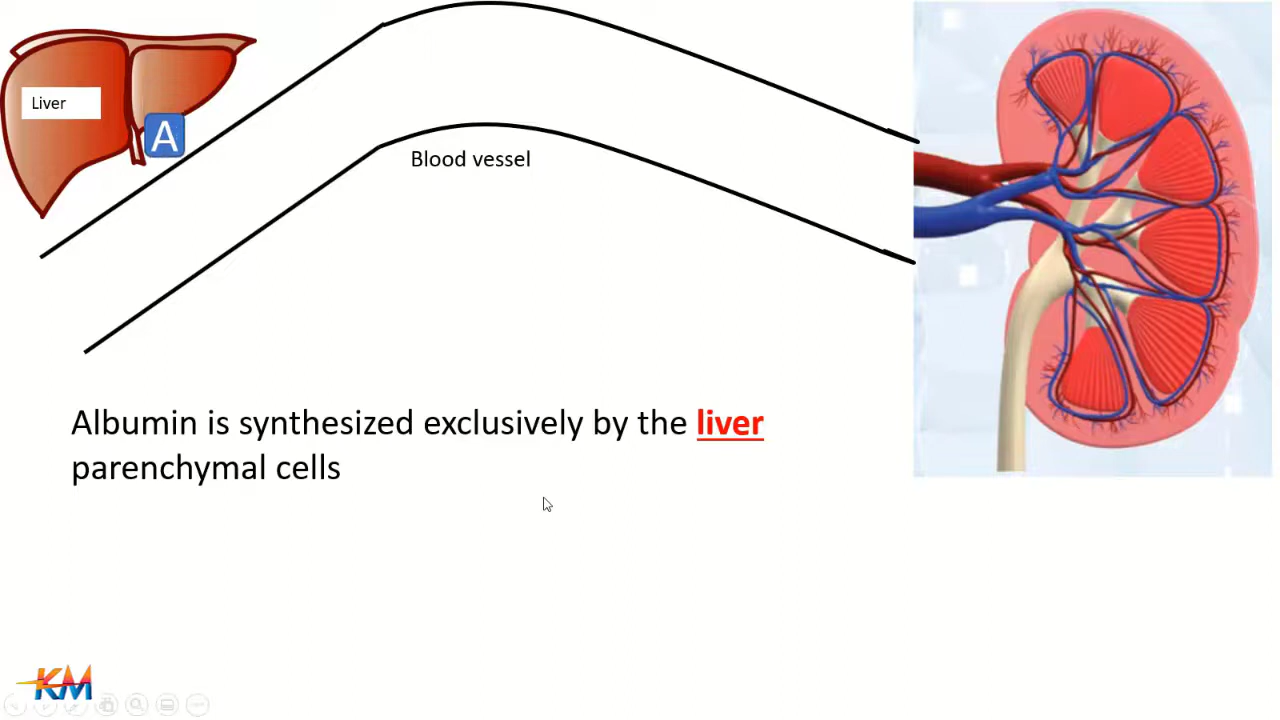 Liver
A
Blood vessel
Albumin is synthesized exclusively by the liver
parenchymal cells
KM